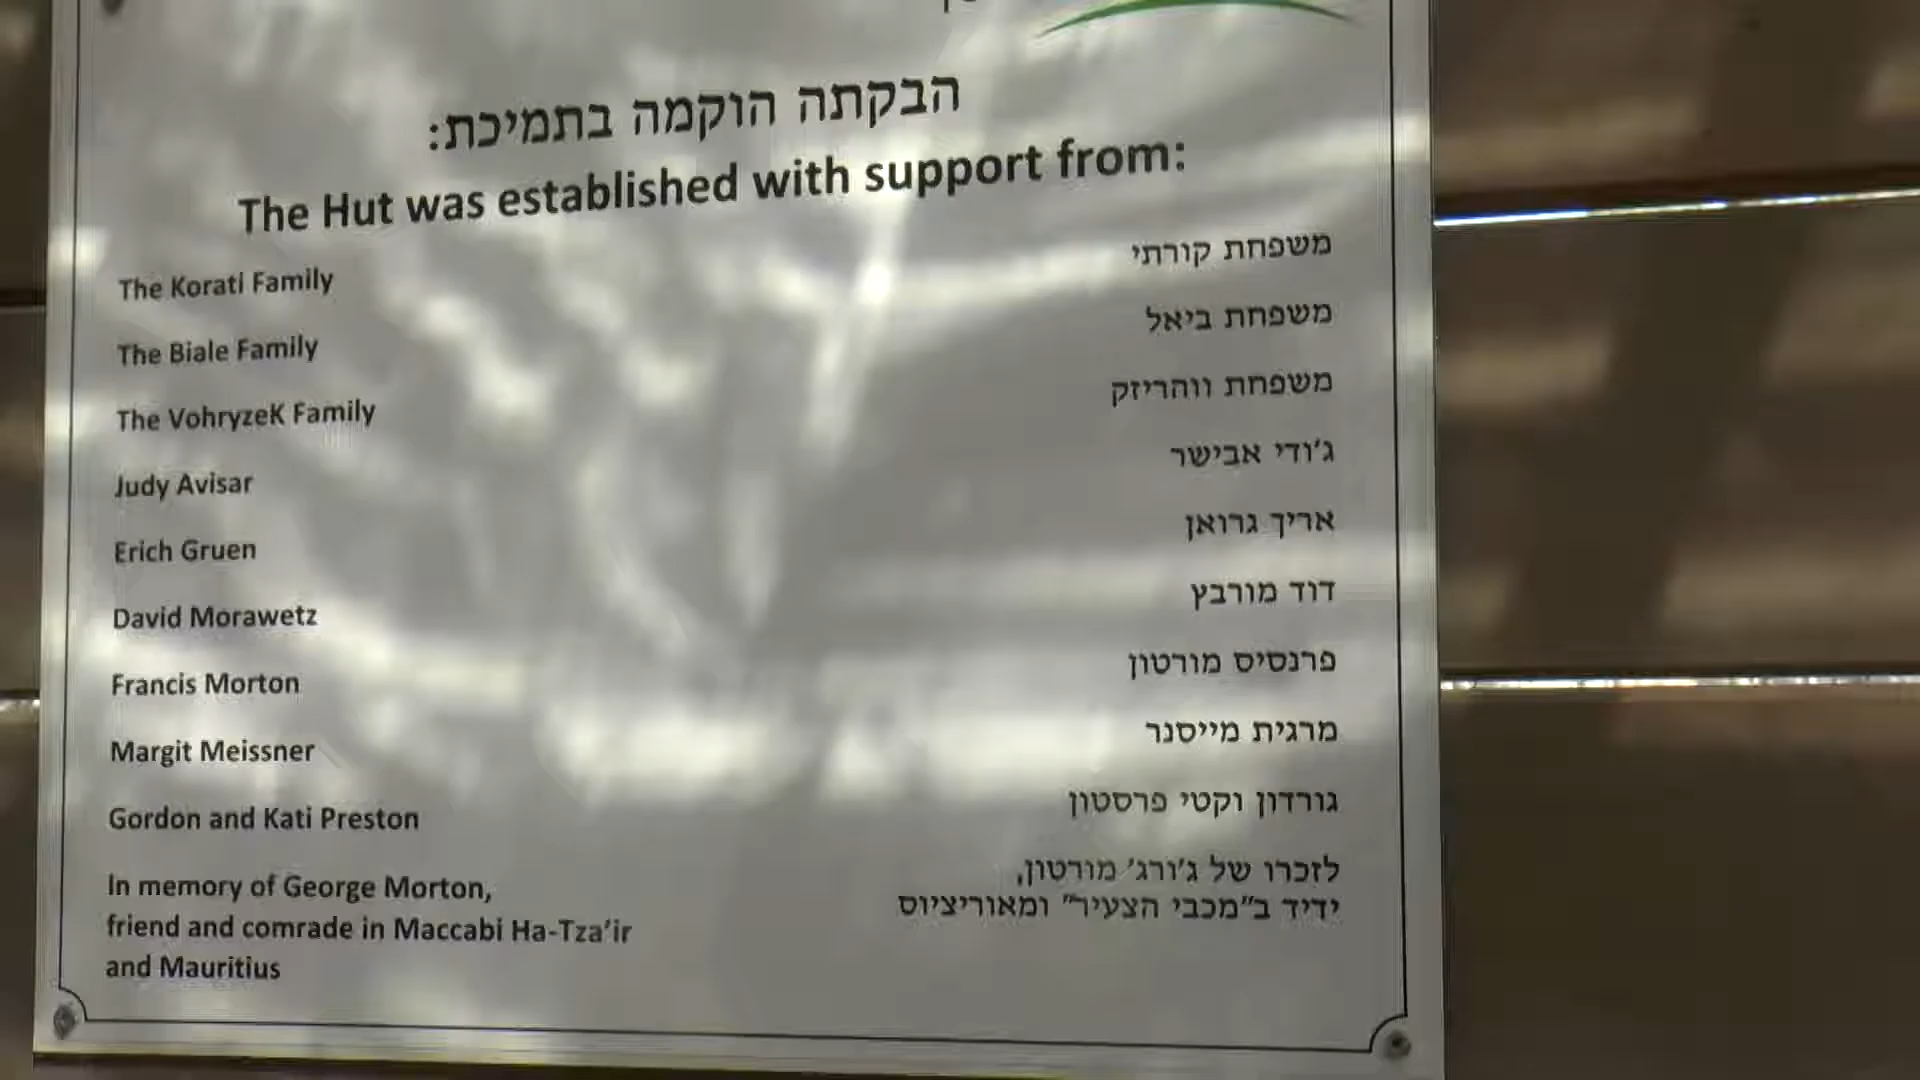 הבקתה הוקמה בתמיכת:
The Hut was established with support from:
The Korati Family
משפחת קורתי
The Biale Family
משפחת ביאל
The VohryzeK Family
משפחת ווהריזק
Judy Avisar
ג'ודי אבישר
Erich Gruen
אריך גרואן
David Morawetz
דוד מורבץ
Francis Morton
פרנסיס מורטון
Margit Meissner
מרגית מייסנר
Gordon and Kati Preston
גורדון וקטי פרסטון
In memory of George Morton,
friend and comrade in Maccabi Ha-Tza'ir
and Mauritius
לזכרו של ג'ורג' מורטון,
ידיד ב"מכבי הצעיר" ומאוריציוס